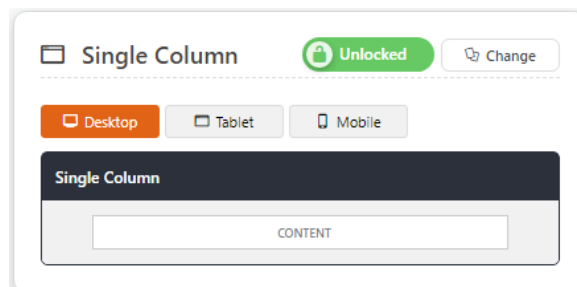 Single Column Unlocked Change
Desktop Tablet Mobile
Single Column
CONTENT